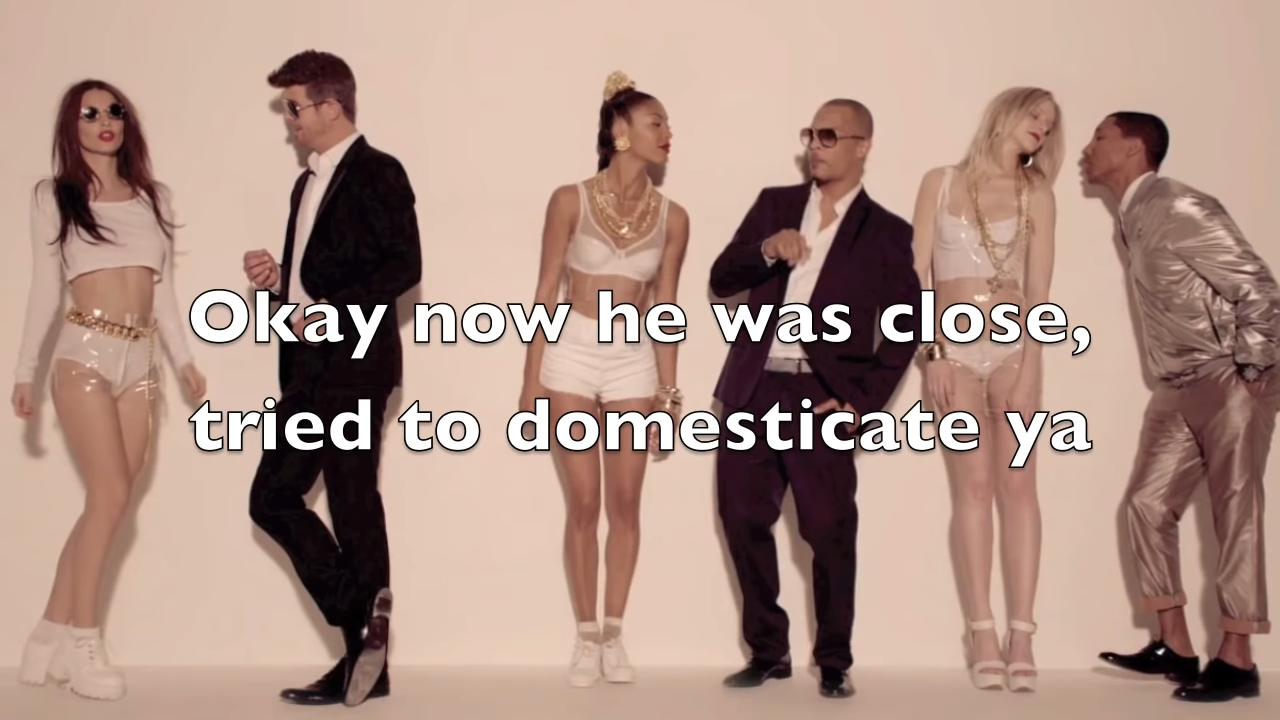 Okay now he was close,
tried to domesticate ya